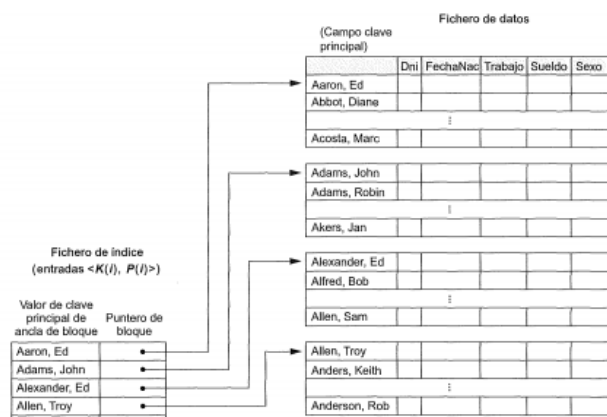 Fichero de datos
(Campo clave
principal)
Dni FechaNac Trabajo Sueldo Sexo
Aaron, Ed
Abbot, Diane
⋮
Acosta, Marc
Adams, John
Adams, Robin
⋮
Akers, Jan
Alexander, Ed
Alfred, Bob
⋮
Allen, Sam
Allen, Troy
Anders, Keith
⋮
Anderson, Rob
Fichero de índice
(entradas <K(i), P(i)>)
Valor de clave
principal de
ancla de bloque
Puntero de
bloque
Aaron, Ed
Adams, John
Alexander, Ed
Allen, Troy